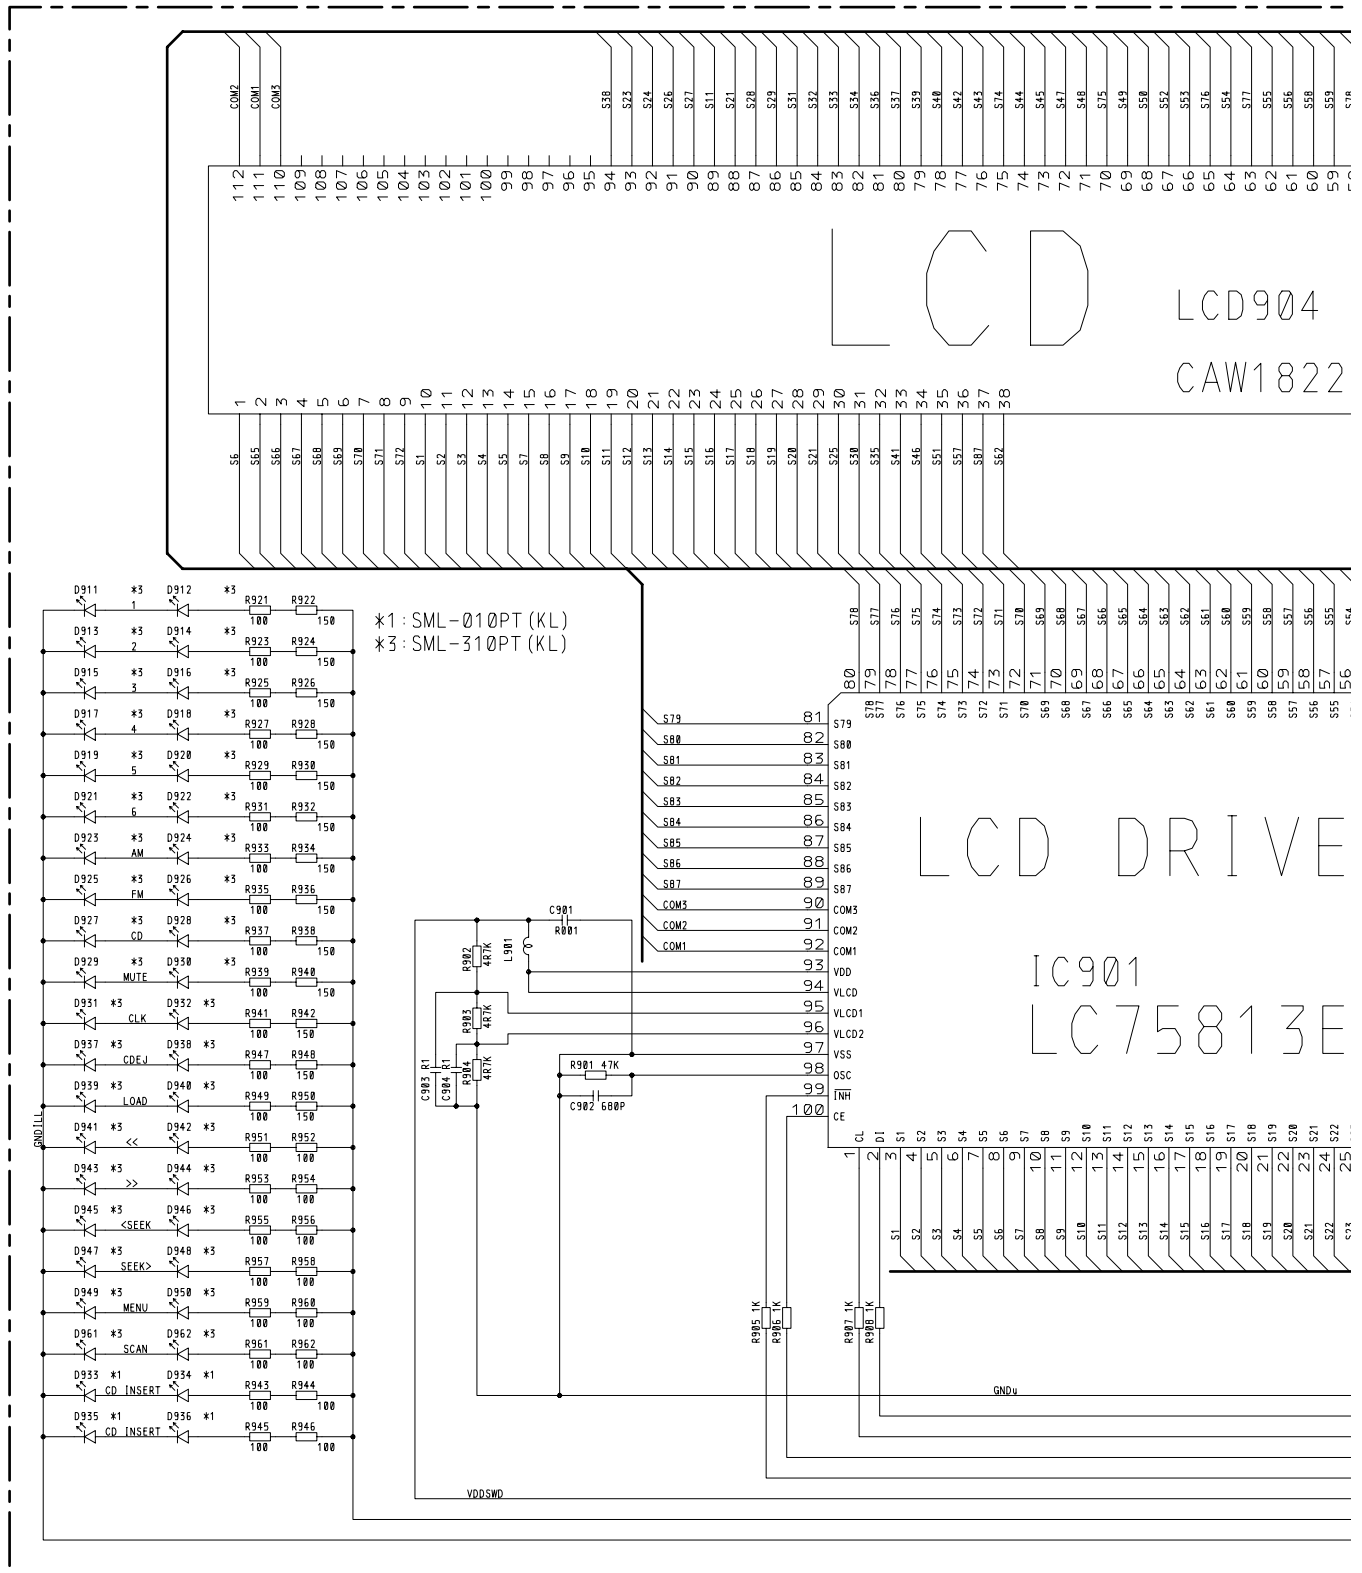 COM2 COM1 COM3 S38 S23 S24 S26 S27 S11 S21 S28 S29 S31 S32 S33 S34 S36 S37 S39 S40 S42 S43 S74 S44 S45 S47 S48 S75 S49 S50 S52 S53 S76 S54 S77 S55 S56 S58 S59 S78
112 111 110 109 108 107 106 105 104 103 102 101 100 99 98 97 96 95 94 93 92 91 90 89 88 87 86 85 84 83 82 81 80 79 78 77 76 75 74 73 72 71 70 69 68 67 66 65 64 63 62 61 60 59
LCD
LCD904
CAW1822
1 2 3 4 5 6 7 8 9 10 11 12 13 14 15 16 17 18 19 20 21 22 23 24 25 26 27 28 29 30 31 32 33 34 35 36 37 38
S6 S65 S66 S67 S68 S69 S70 S71 S72 S1 S2 S3 S4 S5 S7 S8 S9 S10 S11 S12 S13 S14 S15 S16 S17 S18 S19 S20 S21 S25 S30 S35 S41 S46 S51 S57 S87 S62
*1:SML-010PT(KL)
*3:SML-310PT(KL)
D911 *3 D912 *3 R921 R922
1 100 150
D913 *3 D914 *3 R923 R924
2 100 150
D915 *3 D916 *3 R925 R926
3 100 150
D917 *3 D918 *3 R927 R928
4 100 150
D919 *3 D920 *3 R929 R930
5 100 150
D921 *3 D922 *3 R931 R932
6 100 150
D923 *3 D924 *3 R933 R934
AM 100 150
D925 *3 D926 *3 R935 R936
FM 100 150
D927 *3 D928 *3 R937 R938
CD 100 150
D929 *3 D930 *3 R939 R940
MUTE 100 150
D931 *3 D932 *3 R941 R942
CLK 100 150
D937 *3 D938 *3 R947 R948
CDEJ 100 150
D939 *3 D940 *3 R949 R950
LOAD 100 150
GNDILL
D941 *3 D942 *3 R951 R952
<< 100 100
D943 *3 D944 *3 R953 R954
>> 100 100
D945 *3 D946 *3 R955 R956
<SEEK 100 100
D947 *3 D948 *3 R957 R958
SEEK> 100 100
D949 *3 D950 *3 R959 R960
MENU 100 100
D961 *3 D962 *3 R961 R962
SCAN 100 100
D933 *1 D934 *1 R943 R944
CD INSERT 100 100
D935 *1 D936 *1 R945 R946
CD INSERT 100 100
S78 S77 S76 S75 S74 S73 S72 S71 S70 S69 S68 S67 S66 S65 S64 S63 S62 S61 S60 S59 S58 S57 S56 S55 S54
80 79 78 77 76 75 74 73 72 71 70 69 68 67 66 65 64 63 62 61 60 59 58 57 56
S78 S77 S76 S75 S74 S73 S72 S71 S70 S69 S68 S67 S66 S65 S64 S63 S62 S61 S60 S59 S58 S57 S56 S55
S79 81 S79
S80 82 S80
S81 83 S81
S82 84 S82
S83 85 S83
S84 86 S84
S85 87 S85
S86 88 S86
S87 89 S87
COM3 90 COM3
COM2 91 COM2
COM1 92 COM1
93 VDD
94 VLCD
95 VLCD1
96 VLCD2
97 VSS
98 OSC
99 INH
100 CE
LCD DRIVE
IC901
LC75813E
C901
R001
L901
R902 4R7K
R903 4R7K
R904 4R7K
C903 R1
C904 R1
R901 47K
C902 680P
CL DI S1 S2 S3 S4 S5 S6 S7 S8 S9 S10 S11 S12 S13 S14 S15 S16 S17 S18 S19 S20 S21 S22
1 2 3 4 5 6 7 8 9 10 11 12 13 14 15 16 17 18 19 20 21 22 23 24 25
S1 S2 S3 S4 S5 S6 S7 S8 S9 S10 S11 S12 S13 S14 S15 S16 S17 S18 S19 S20 S21 S22 S23
R905 1K
R906 1K
R907 1K
R908 1K
GNDu
VDDSWD